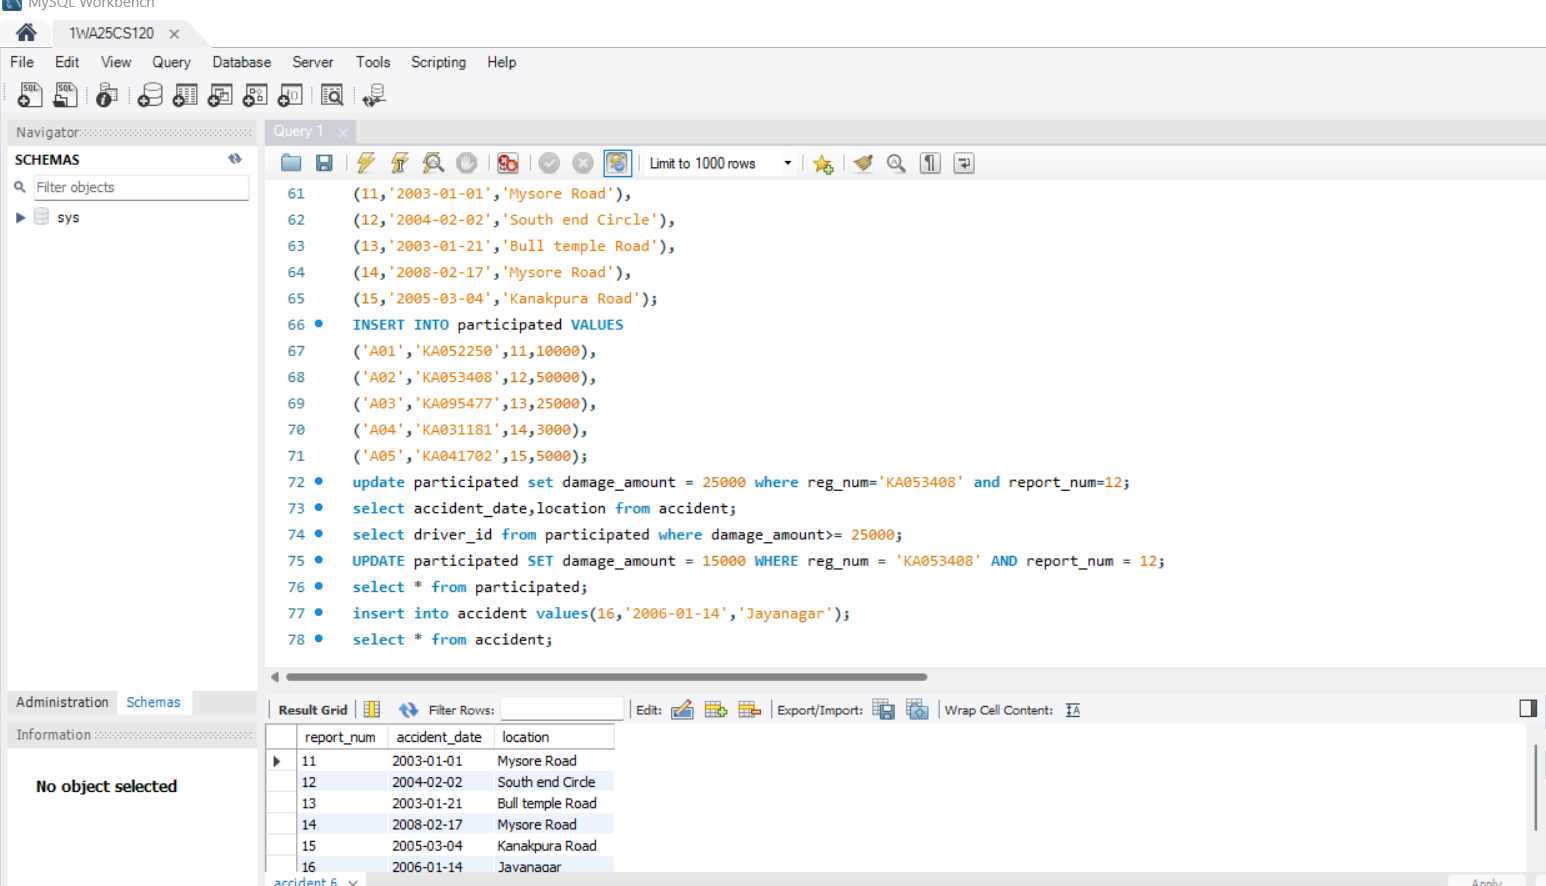 MySQL Workbench
1WA25CS120
File Edit View Query Database Server Tools Scripting Help
Navigator
SCHEMAS
Filter objects
sys
Administration Schemas
Information
No object selected
Query 1
Limit to 1000 rows
61 (11,'2003-01-01','Mysore Road'),
62 (12,'2004-02-02','South end Circle'),
63 (13,'2003-01-21','Bull temple Road'),
64 (14,'2008-02-17','Mysore Road'),
65 (15,'2005-03-04','Kanakpura Road');
66 INSERT INTO participated VALUES
67 ('A01','KA052250',11,10000),
68 ('A02','KA053408',12,50000),
69 ('A03','KA095477',13,25000),
70 ('A04','KA031181',14,3000),
71 ('A05','KA041702',15,5000);
72 update participated set damage_amount = 25000 where reg_num='KA053408' and report_num=12;
73 select accident_date,location from accident;
74 select driver_id from participated where damage_amount>= 25000;
75 UPDATE participated SET damage_amount = 15000 WHERE reg_num = 'KA053408' AND report_num = 12;
76 select * from participated;
77 insert into accident values(16,'2006-01-14','Jayanagar');
78 select * from accident;
Result Grid Filter Rows: Edit: Export/Import: Wrap Cell Content:
report_num accident_date location
11 2003-01-01 Mysore Road
12 2004-02-02 South end Circle
13 2003-01-21 Bull temple Road
14 2008-02-17 Mysore Road
15 2005-03-04 Kanakpura Road
16 2006-01-14 Jayanagar
accident 6
Apply